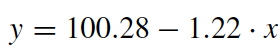 y = 100.28 – 1.22 · x